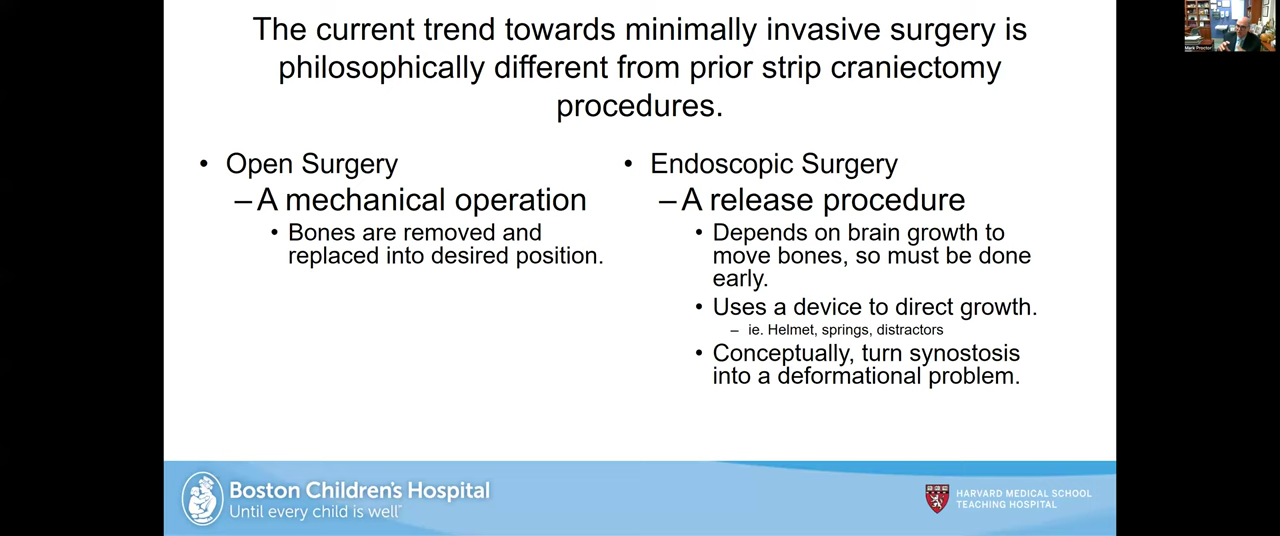 The current trend towards minimally invasive surgery is
philosophically different from prior strip craniectomy
procedures.
• Open Surgery
– A mechanical operation
• Bones are removed and
replaced into desired position.
• Endoscopic Surgery
– A release procedure
• Depends on brain growth to
move bones, so must be done
early.
• Uses a device to direct growth.
– ie. Helmet, springs, distractors
• Conceptually, turn synostosis
into a deformational problem.
Boston Children's Hospital
Until every child is well™
HARVARD MEDICAL SCHOOL
TEACHING HOSPITAL
Mark Proctor